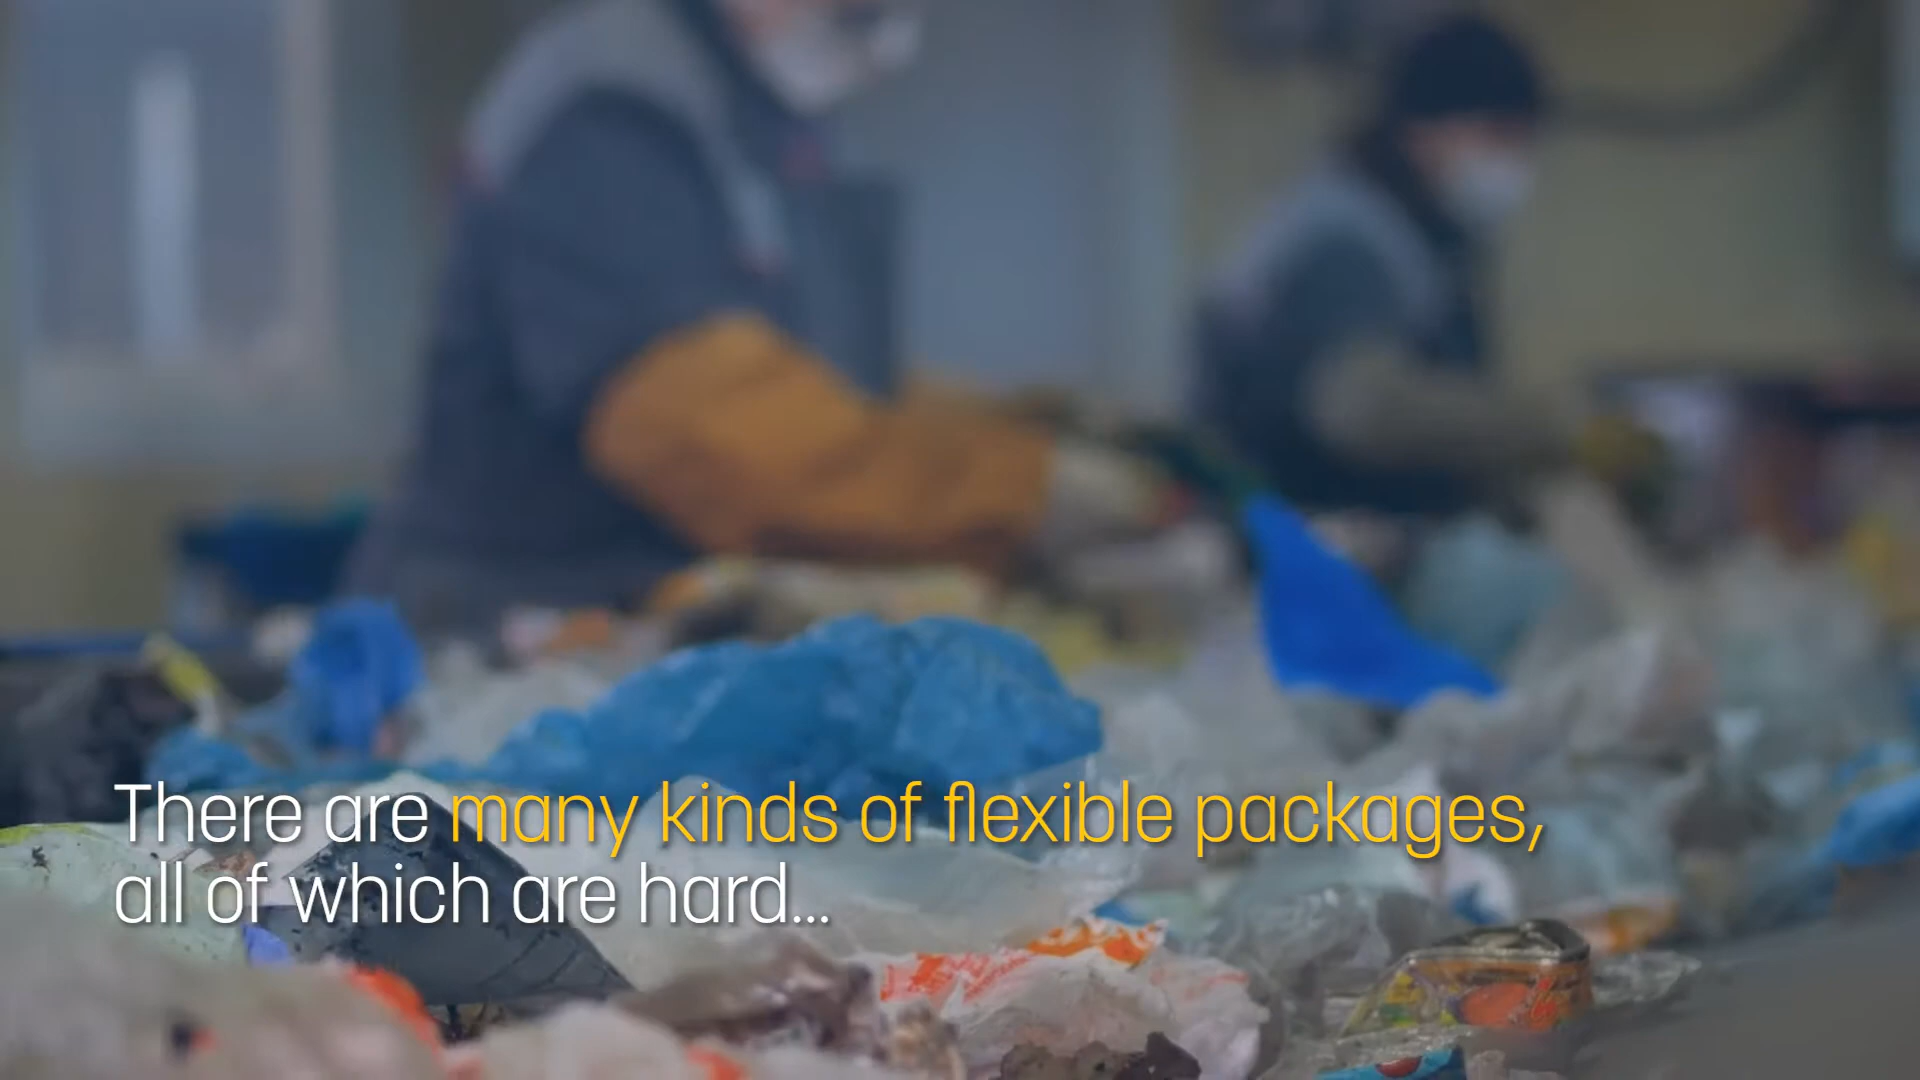 There are many kinds of flexible packages,
all of which are hard...